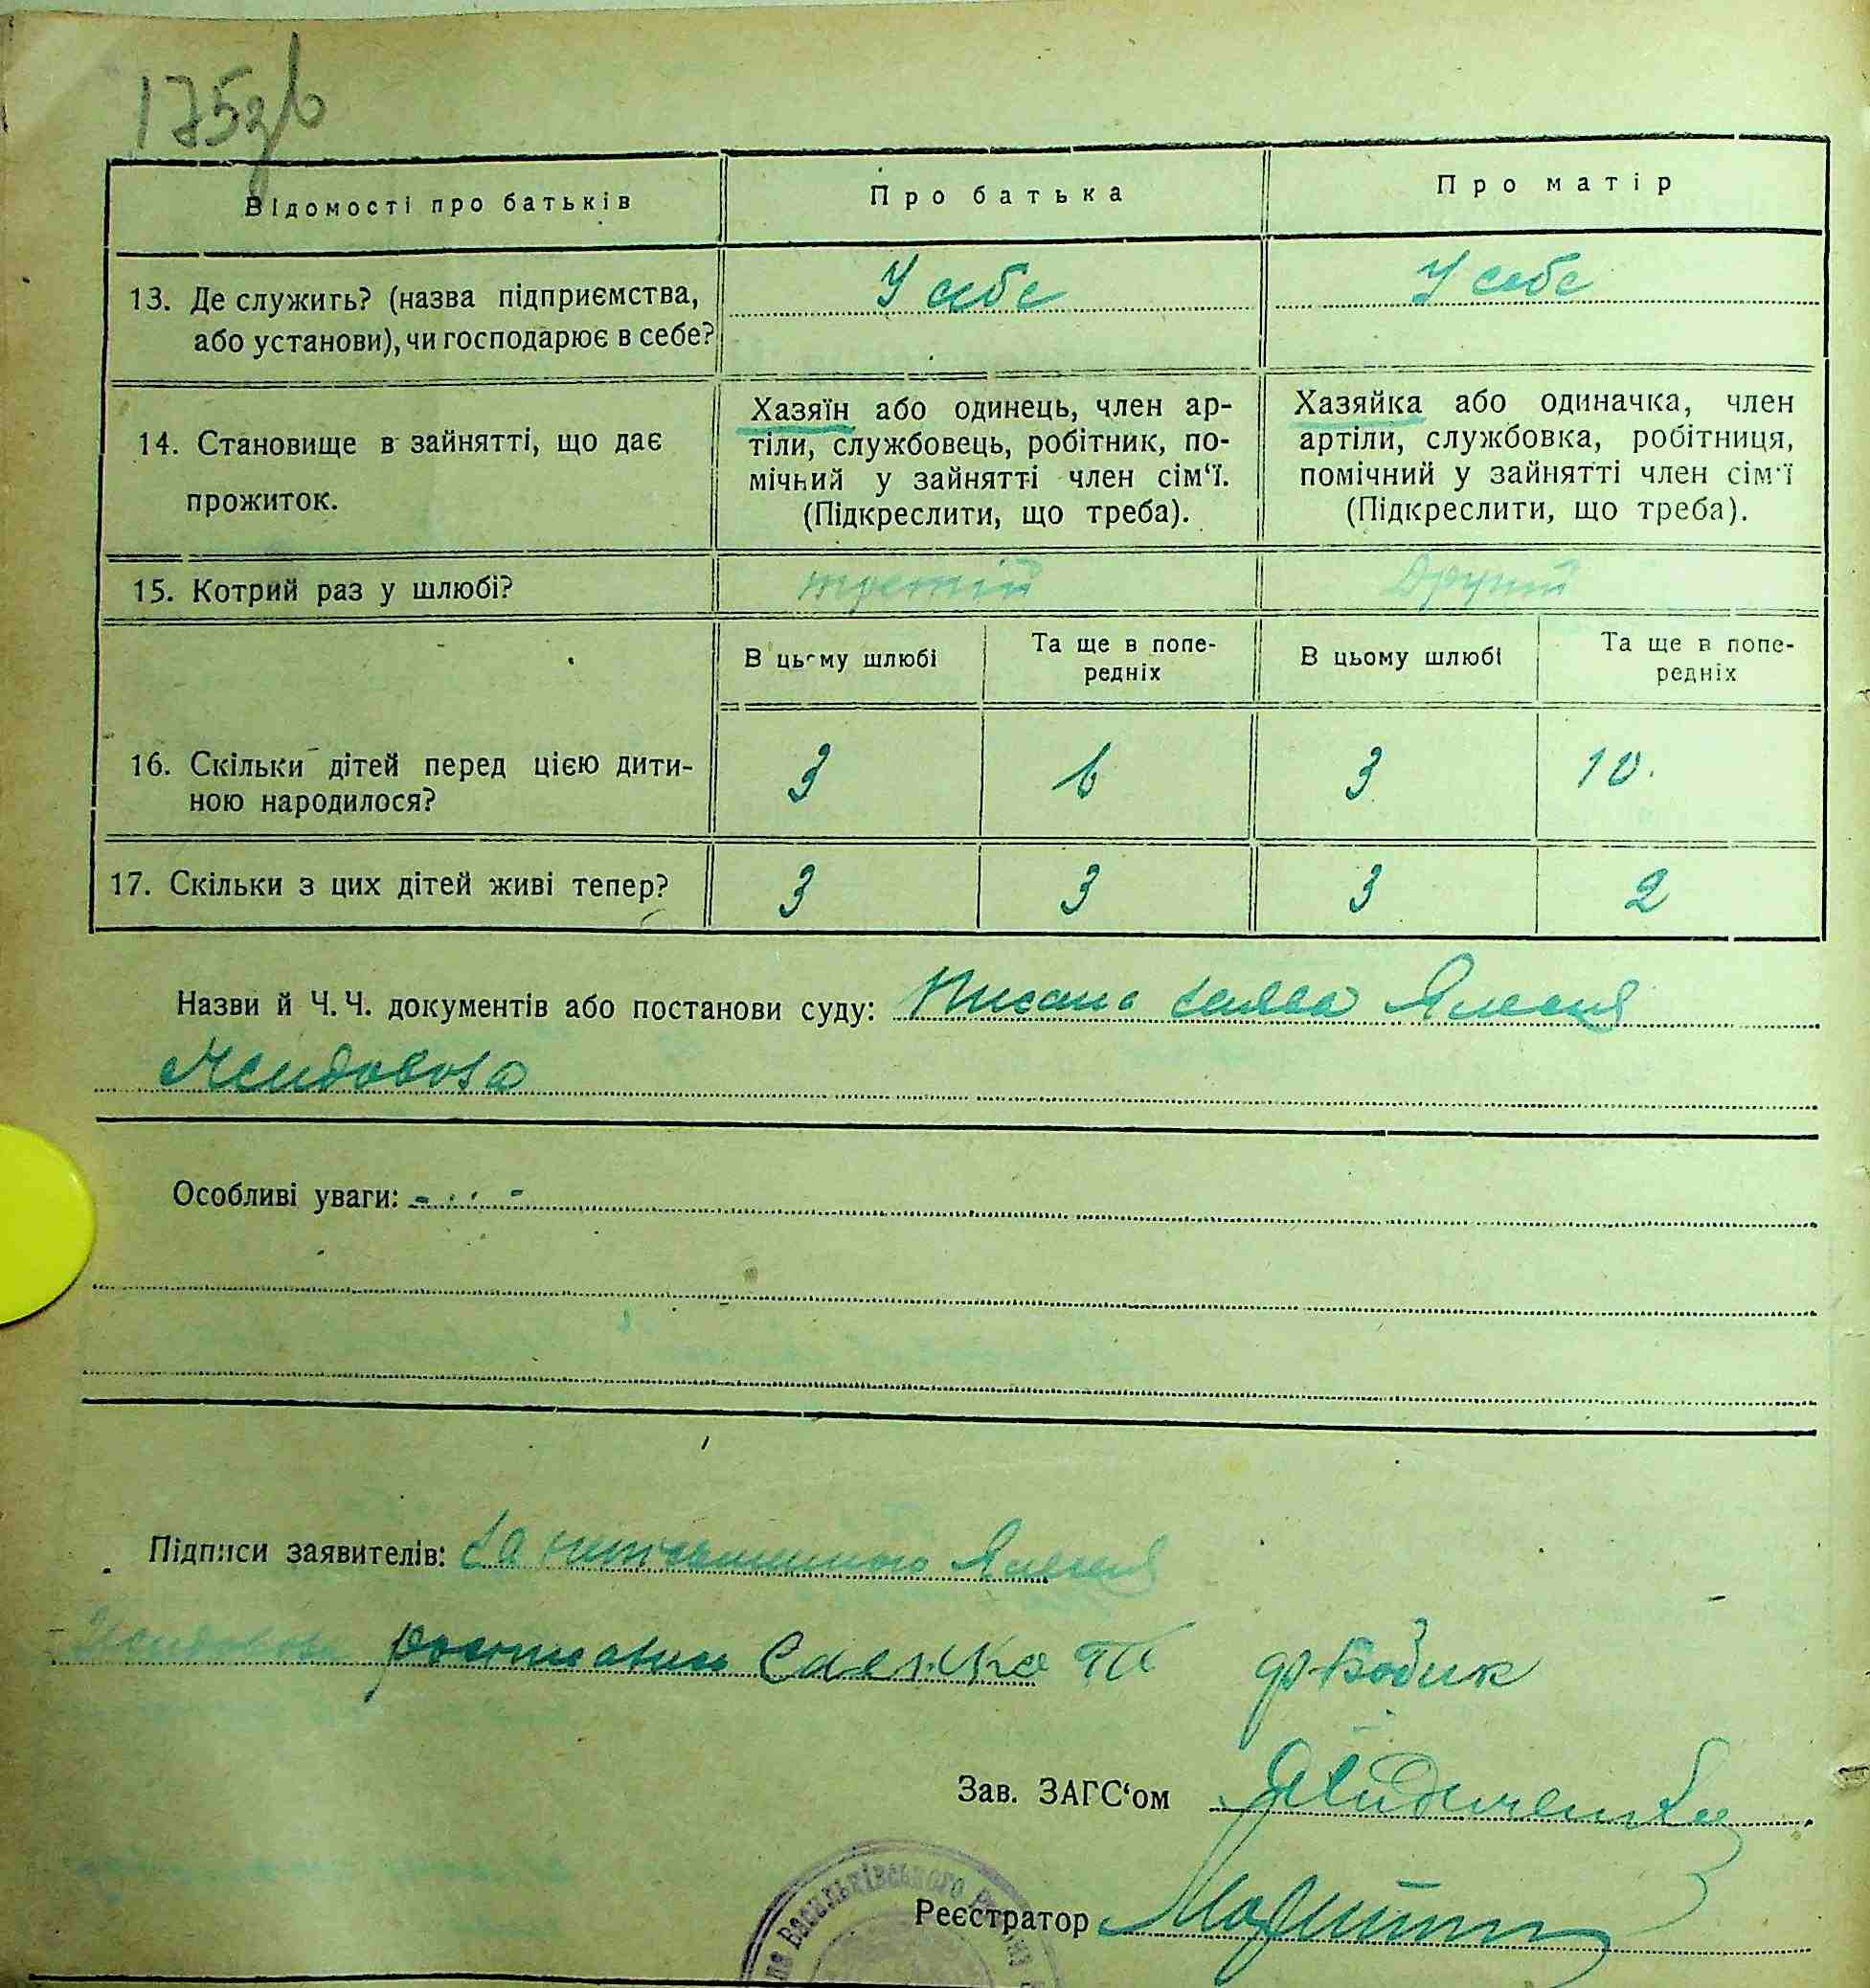 175зв
Відомості про батьків
Про батька
Про матір
13. Де служить? (назва підприємства,
або установи), чи господарює в себе?
У себе
У себе
14. Становище в зайнятті, що дає
прожиток.
Хазяїн або одинець, член ар-
тіли, службовець, робітник, по-
мічний у зайнятті член сім‘ї.
(Підкреслити, що треба).
Хазяйка або одиначка, член
артіли, службовка, робітниця,
помічний у зайнятті член сім‘ї
(Підкреслити, що треба).
15. Котрий раз у шлюбі?
третій
Другий
В цьому шлюбі
Та ще в попе-
редніх
В цьому шлюбі
Та ще в попе-
редніх
16. Скільки дітей перед цією дити-
ною народилося?
3
6
3
10.
17. Скільки з цих дітей живі тепер?
3
3
3
2
Назви й Ч. Ч. документів або постанови суду:
заява
Особливі уваги:
Підписи заявителів: За неписьменного
Зав. ЗАГС‘ом
Реєстратор
Васильківського